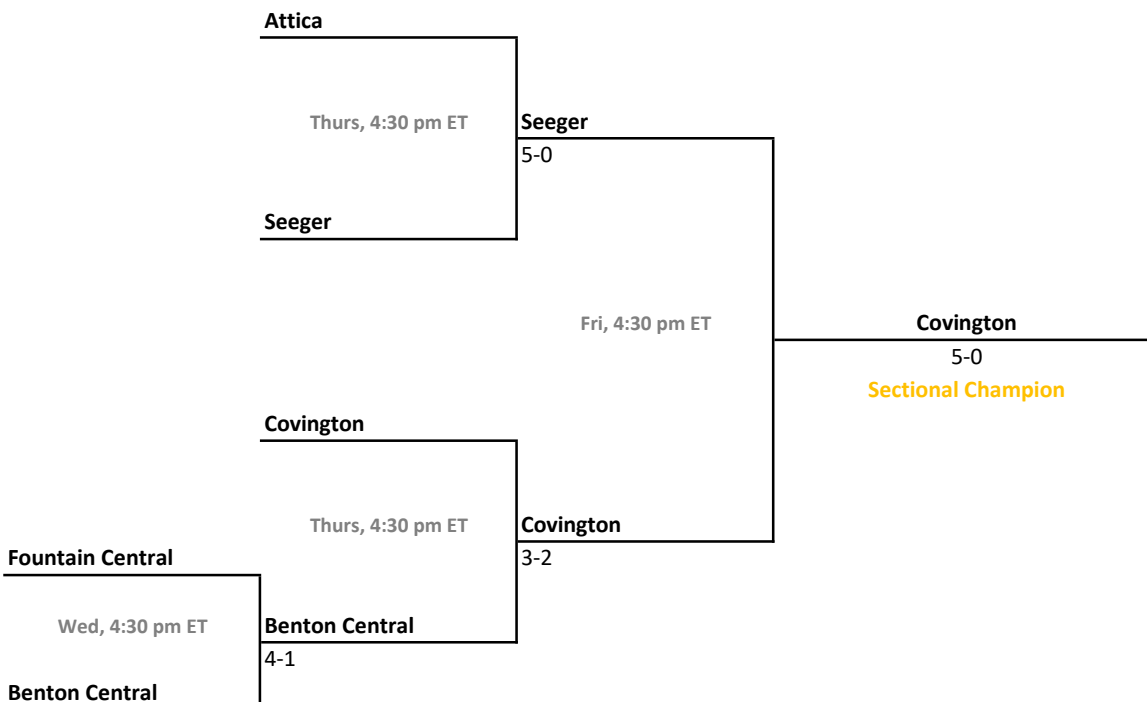 Attica
Thurs, 4:30 pm ET
Seeger
5-0
Seeger
Fri, 4:30 pm ET
Covington
5-0
Sectional Champion
Covington
Thurs, 4:30 pm ET
Covington
3-2
Fountain Central
Wed, 4:30 pm ET
Benton Central
4-1
Benton Central